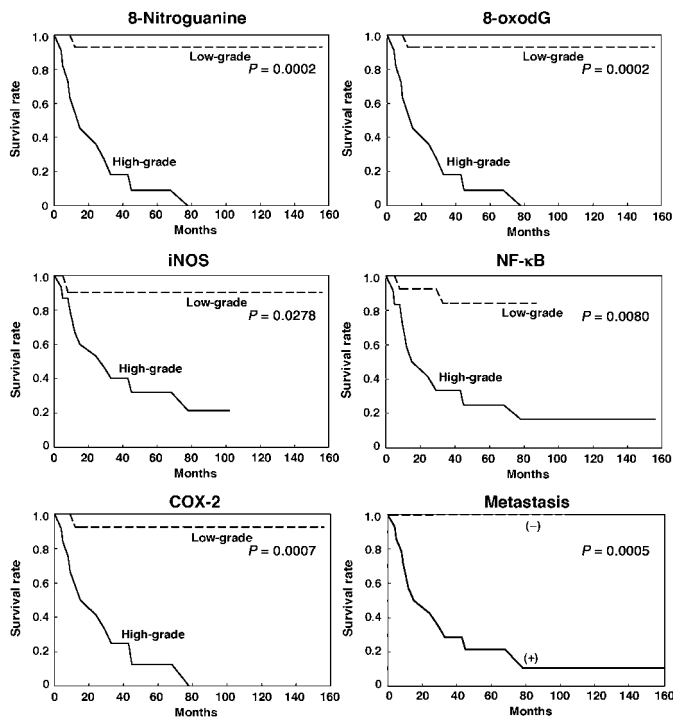 8-Nitroguanine
1.0
0.8
0.6
0.4
0.2
0
Survival rate
Low-grade
P = 0.0002
High-grade
0 20 40 60 80 100 120 140 160
Months
8-oxodG
1.0
0.8
0.6
0.4
0.2
0
Survival rate
Low-grade
P = 0.0002
High-grade
0 20 40 60 80 100 120 140 160
Months
iNOS
1.0
0.8
0.6
0.4
0.2
0
Survival rate
Low-grade
P = 0.0278
High-grade
0 20 40 60 80 100 120 140 160
Months
NF-κB
1.0
0.8
0.6
0.4
0.2
0
Survival rate
Low-grade
P = 0.0080
High-grade
0 20 40 60 80 100 120 140 160
Months
COX-2
1.0
0.8
0.6
0.4
0.2
0
Survival rate
Low-grade
P = 0.0007
High-grade
0 20 40 60 80 100 120 140 160
Months
Metastasis
1.0
0.8
0.6
0.4
0.2
0
Survival rate
(−)
P = 0.0005
(+)
0 20 40 60 80 100 120 140 160
Months